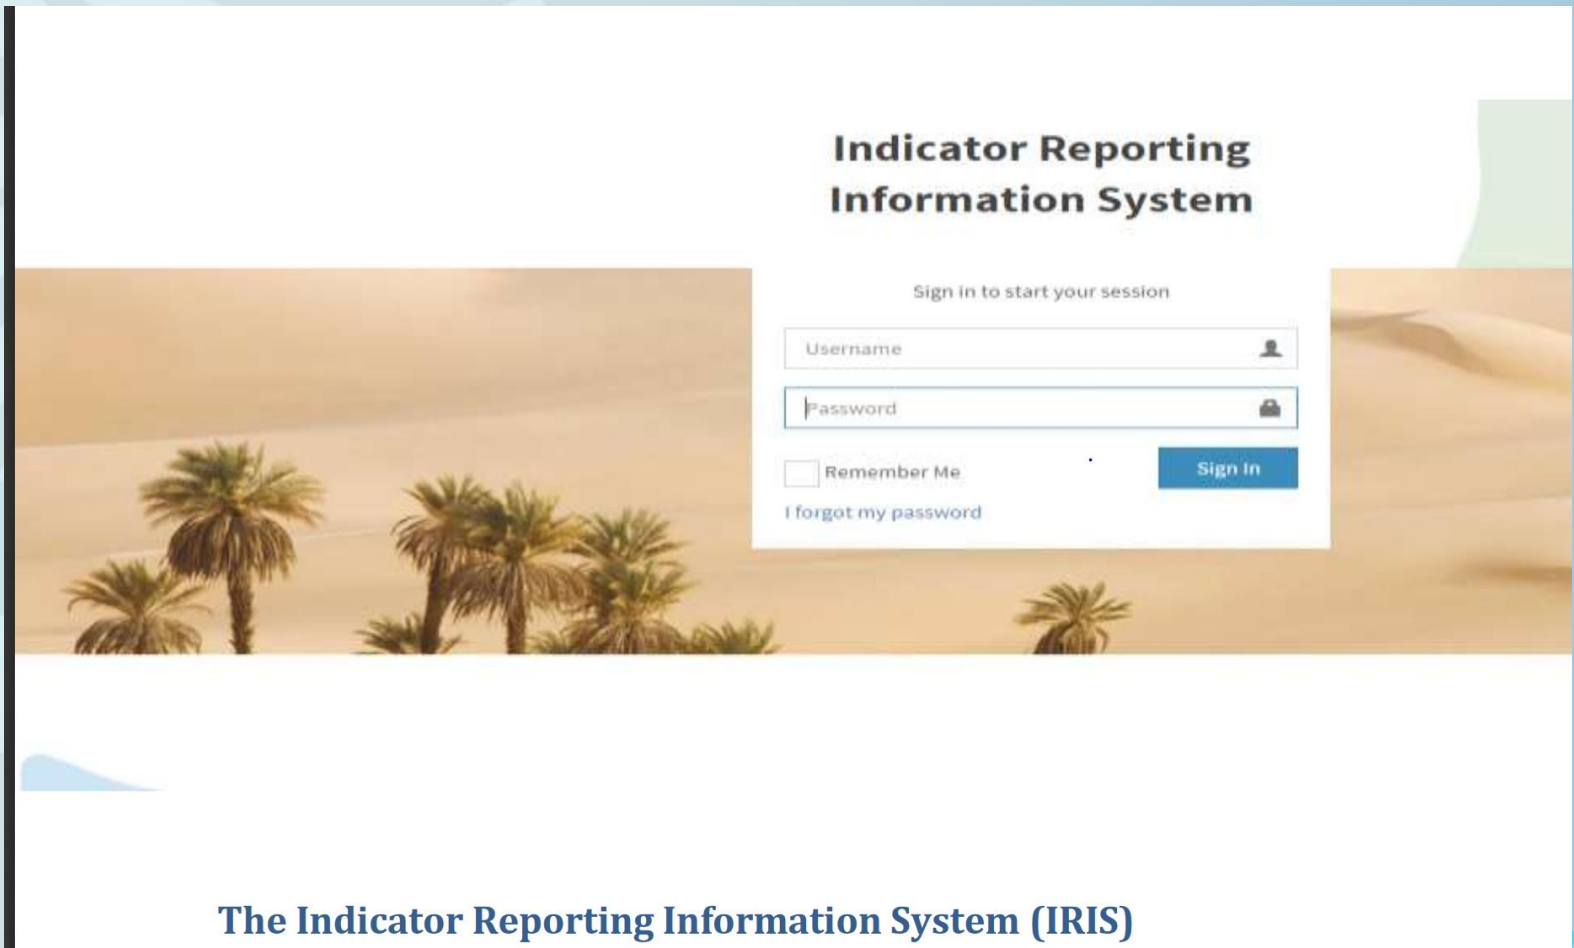 Indicator Reporting
Information System
Sign in to start your session
Username
Password
Remember Me
Sign In
I forgot my password
The Indicator Reporting Information System (IRIS)